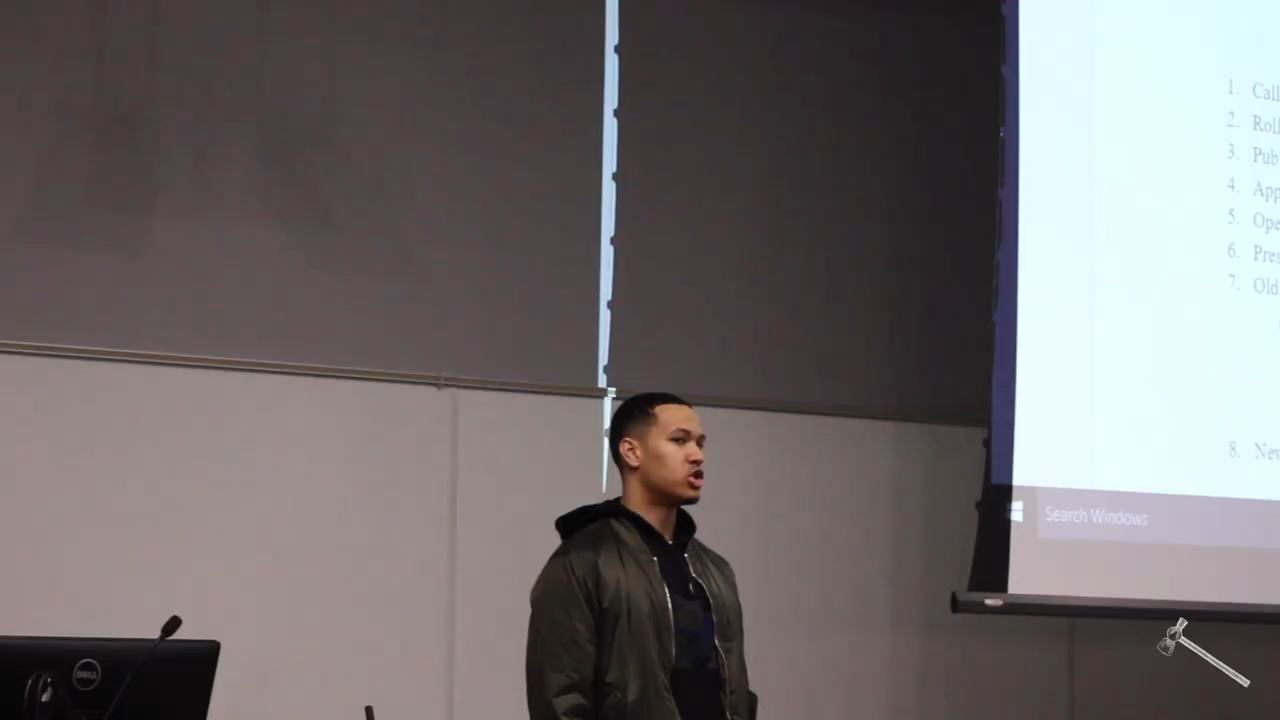 1. Call
2. Roll
3. Pub
4. App
5. Ope
6. Pres
7. Old
8. New
Search Windows
DELL